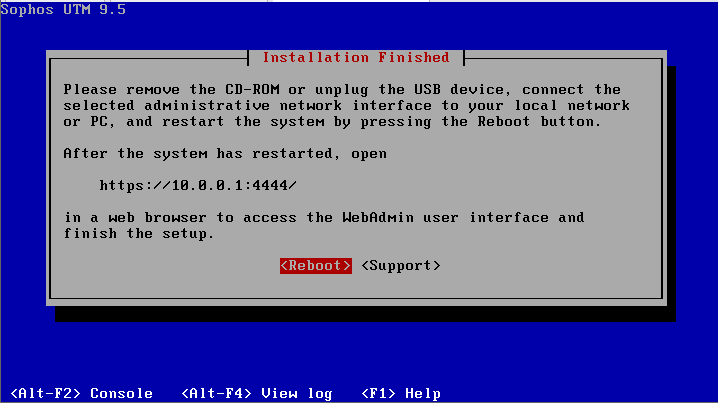 Sophos UTM 9.5
Installation Finished
Please remove the CD-ROM or unplug the USB device, connect the
selected administrative network interface to your local network
or PC, and restart the system by pressing the Reboot button.
After the system has restarted, open
https://10.0.0.1:4444/
in a web browser to access the WebAdmin user interface and
finish the setup.
<Reboot> <Support>
<Alt-F2> Console <Alt-F4> View log <F1> Help